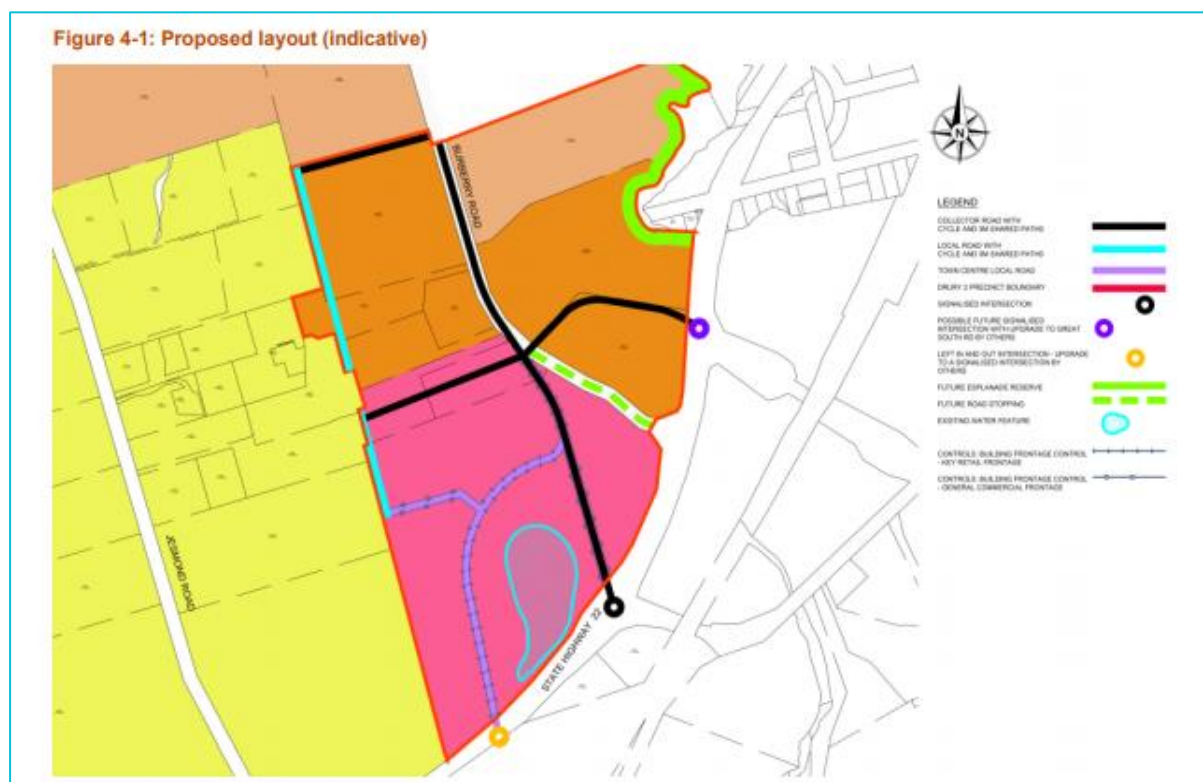 Figure 4-1: Proposed layout (indicative)
BURBERRY ROAD
JESMOND ROAD
STATE HIGHWAY 22
N
LEGEND
COLLECTOR ROAD WITH
CYCLE AND 3M SHARED PATHS
LOCAL ROAD WITH
CYCLE AND 3M SHARED PATHS
TOWN CENTRE LOCAL ROAD
DRURY 2 PRECINCT BOUNDARY
SIGNALISED INTERSECTION
POSSIBLE FUTURE SIGNALISED
INTERSECTION WITH UPGRADE TO GREAT
SOUTH RD BY OTHERS
LEFT IN AND OUT INTERSECTION - UPGRADE
TO A SIGNALISED INTERSECTION BY
OTHERS
FUTURE ESPLANADE RESERVE
FUTURE ROAD STOPPING
EXISTING WATER FEATURE
CONTROLS: BUILDING FRONTAGE CONTROL
- KEY RETAIL FRONTAGE
CONTROLS: BUILDING FRONTAGE CONTROL
- GENERAL COMMERCIAL FRONTAGE